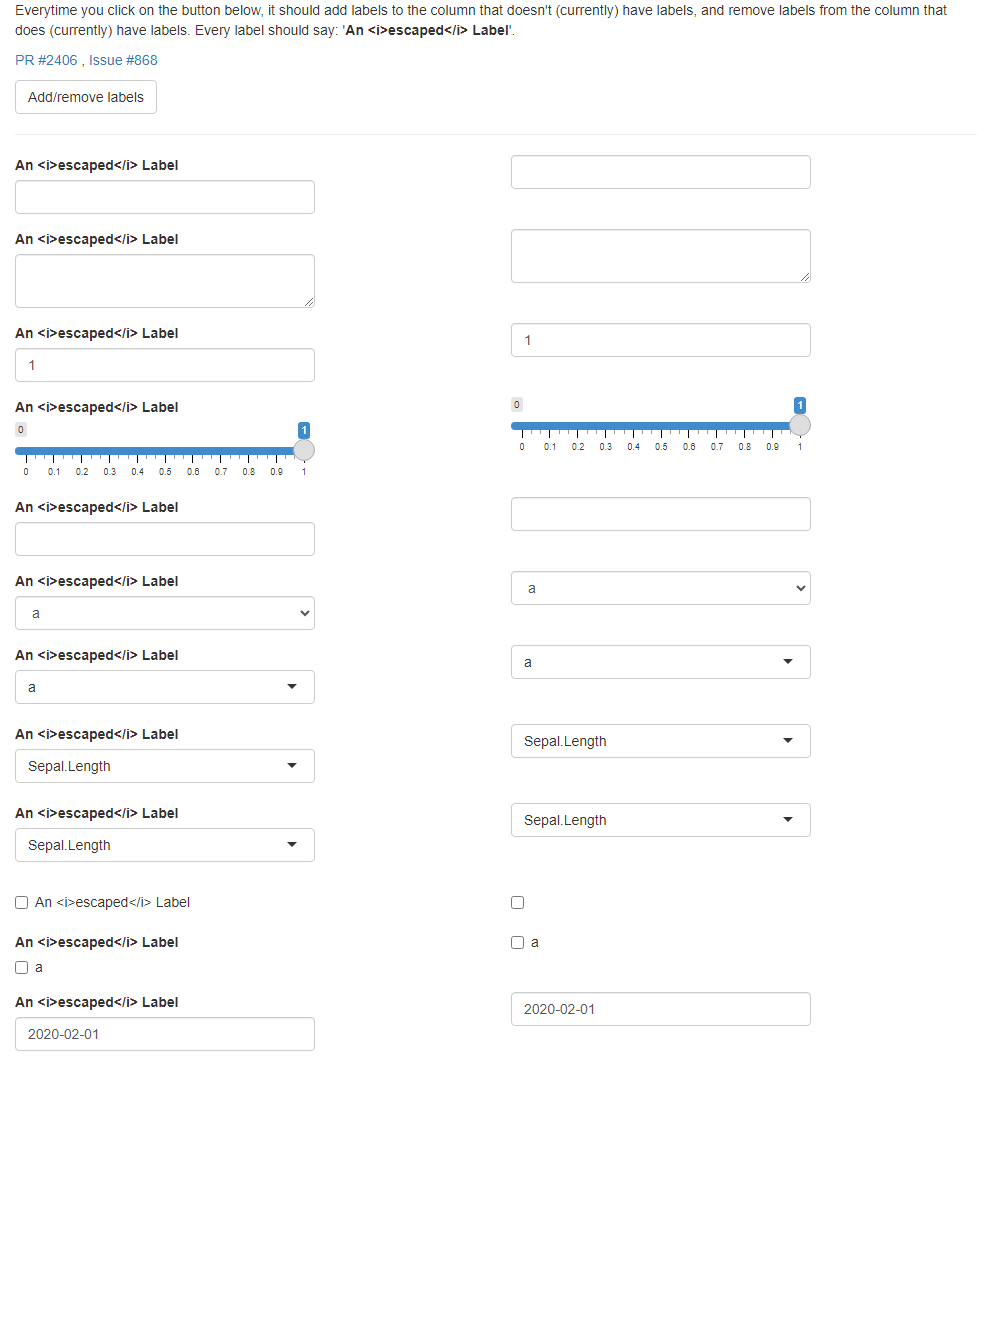 Everytime you click on the button below, it should add labels to the column that doesn't (currently) have labels, and remove labels from the column that
does (currently) have labels. Every label should say: 'An <i>escaped</i> Label'.
PR #2406 , Issue #868
Add/remove labels
An <i>escaped</i> Label
An <i>escaped</i> Label
An <i>escaped</i> Label
1
1
An <i>escaped</i> Label
0 1
0 1
0 0.1 0.2 0.3 0.4 0.5 0.6 0.7 0.8 0.9 1
0 0.1 0.2 0.3 0.4 0.5 0.6 0.7 0.8 0.9 1
An <i>escaped</i> Label
An <i>escaped</i> Label
a
a
An <i>escaped</i> Label
a
a
An <i>escaped</i> Label
Sepal.Length
Sepal.Length
An <i>escaped</i> Label
Sepal.Length
Sepal.Length
An <i>escaped</i> Label
An <i>escaped</i> Label
a
a
An <i>escaped</i> Label
2020-02-01
2020-02-01